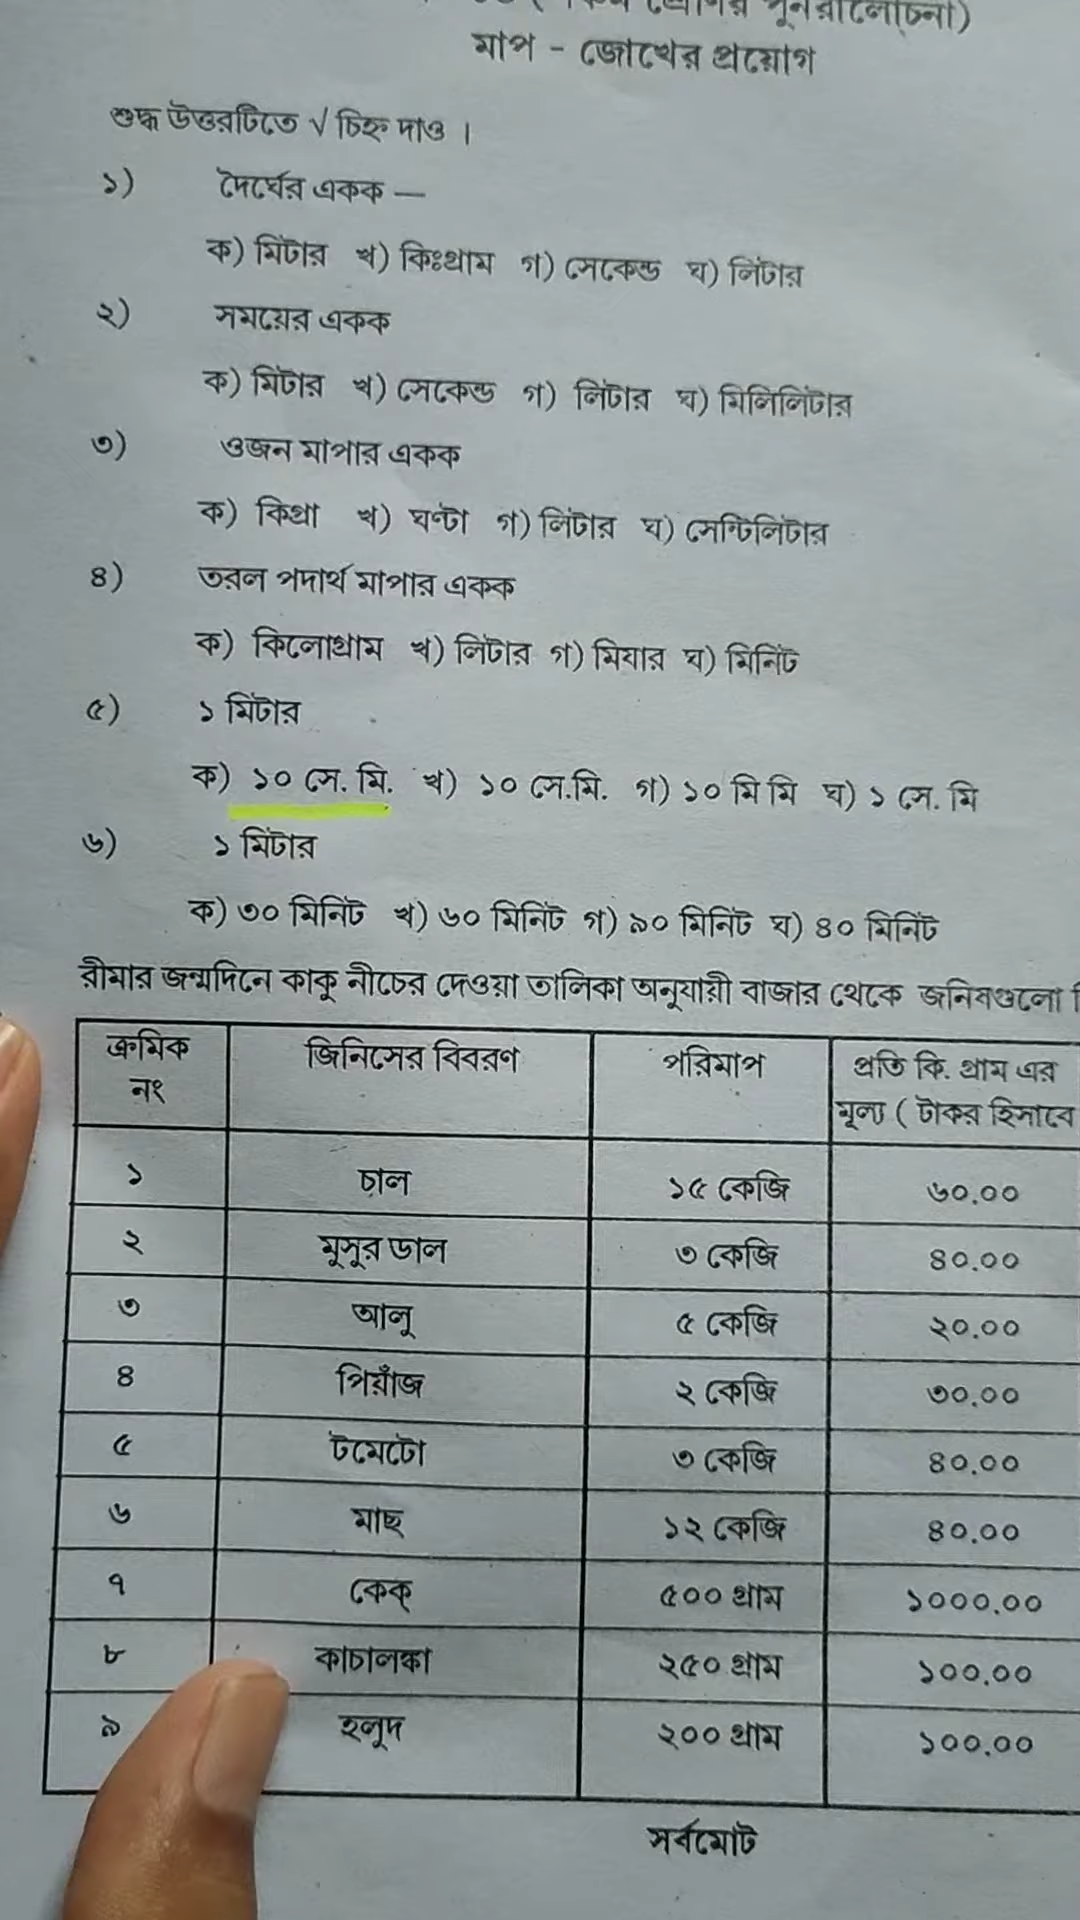 পুনরালোচনা)
মাপ - জোখের প্রয়োগ
শুদ্ধ উত্তরটিতে √ চিহ্ন দাও ।
১) দৈর্ঘের একক —
ক) মিটার খ) কিঃগ্রাম গ) সেকেন্ড ঘ) লিটার
২) সময়ের একক
ক) মিটার খ) সেকেন্ড গ) লিটার ঘ) মিলিলিটার
৩) ওজন মাপার একক
ক) কিগ্রা খ) ঘণ্টা গ) লিটার ঘ) সেন্টিলিটার
৪) তরল পদার্থ মাপার একক
ক) কিলোগ্রাম খ) লিটার গ) মিযার ঘ) মিনিট
৫) ১ মিটার
ক) ১০ সে. মি. খ) ১০ সে.মি. গ) ১০ মি মি ঘ) ১ সে. মি
৬) ১ মিটার
ক) ৩০ মিনিট খ) ৬০ মিনিট গ) ৯০ মিনিট ঘ) ৪০ মিনিট
রীমার জন্মদিনে কাকু নীচের দেওয়া তালিকা অনুযায়ী বাজার থেকে জনিষগুলো
ক্রমিক নং জিনিসের বিবরণ পরিমাপ প্রতি কি. গ্রাম এর মূল্য ( টাকর হিসাবে
১ চাল ১৫ কেজি ৬০.০০
২ মুসুর ডাল ৩ কেজি ৪০.০০
৩ আলু ৫ কেজি ২০.০০
৪ পিয়াঁজ ২ কেজি ৩০.০০
৫ টমেটো ৩ কেজি ৪০.০০
৬ মাছ ১২ কেজি ৪০.০০
৭ কেক্ ৫০০ গ্রাম ১০০০.০০
৮ কাচালঙ্কা ২৫০ গ্রাম ১০০.০০
৯ হলুদ ২০০ গ্রাম ১০০.০০
সর্বমোট